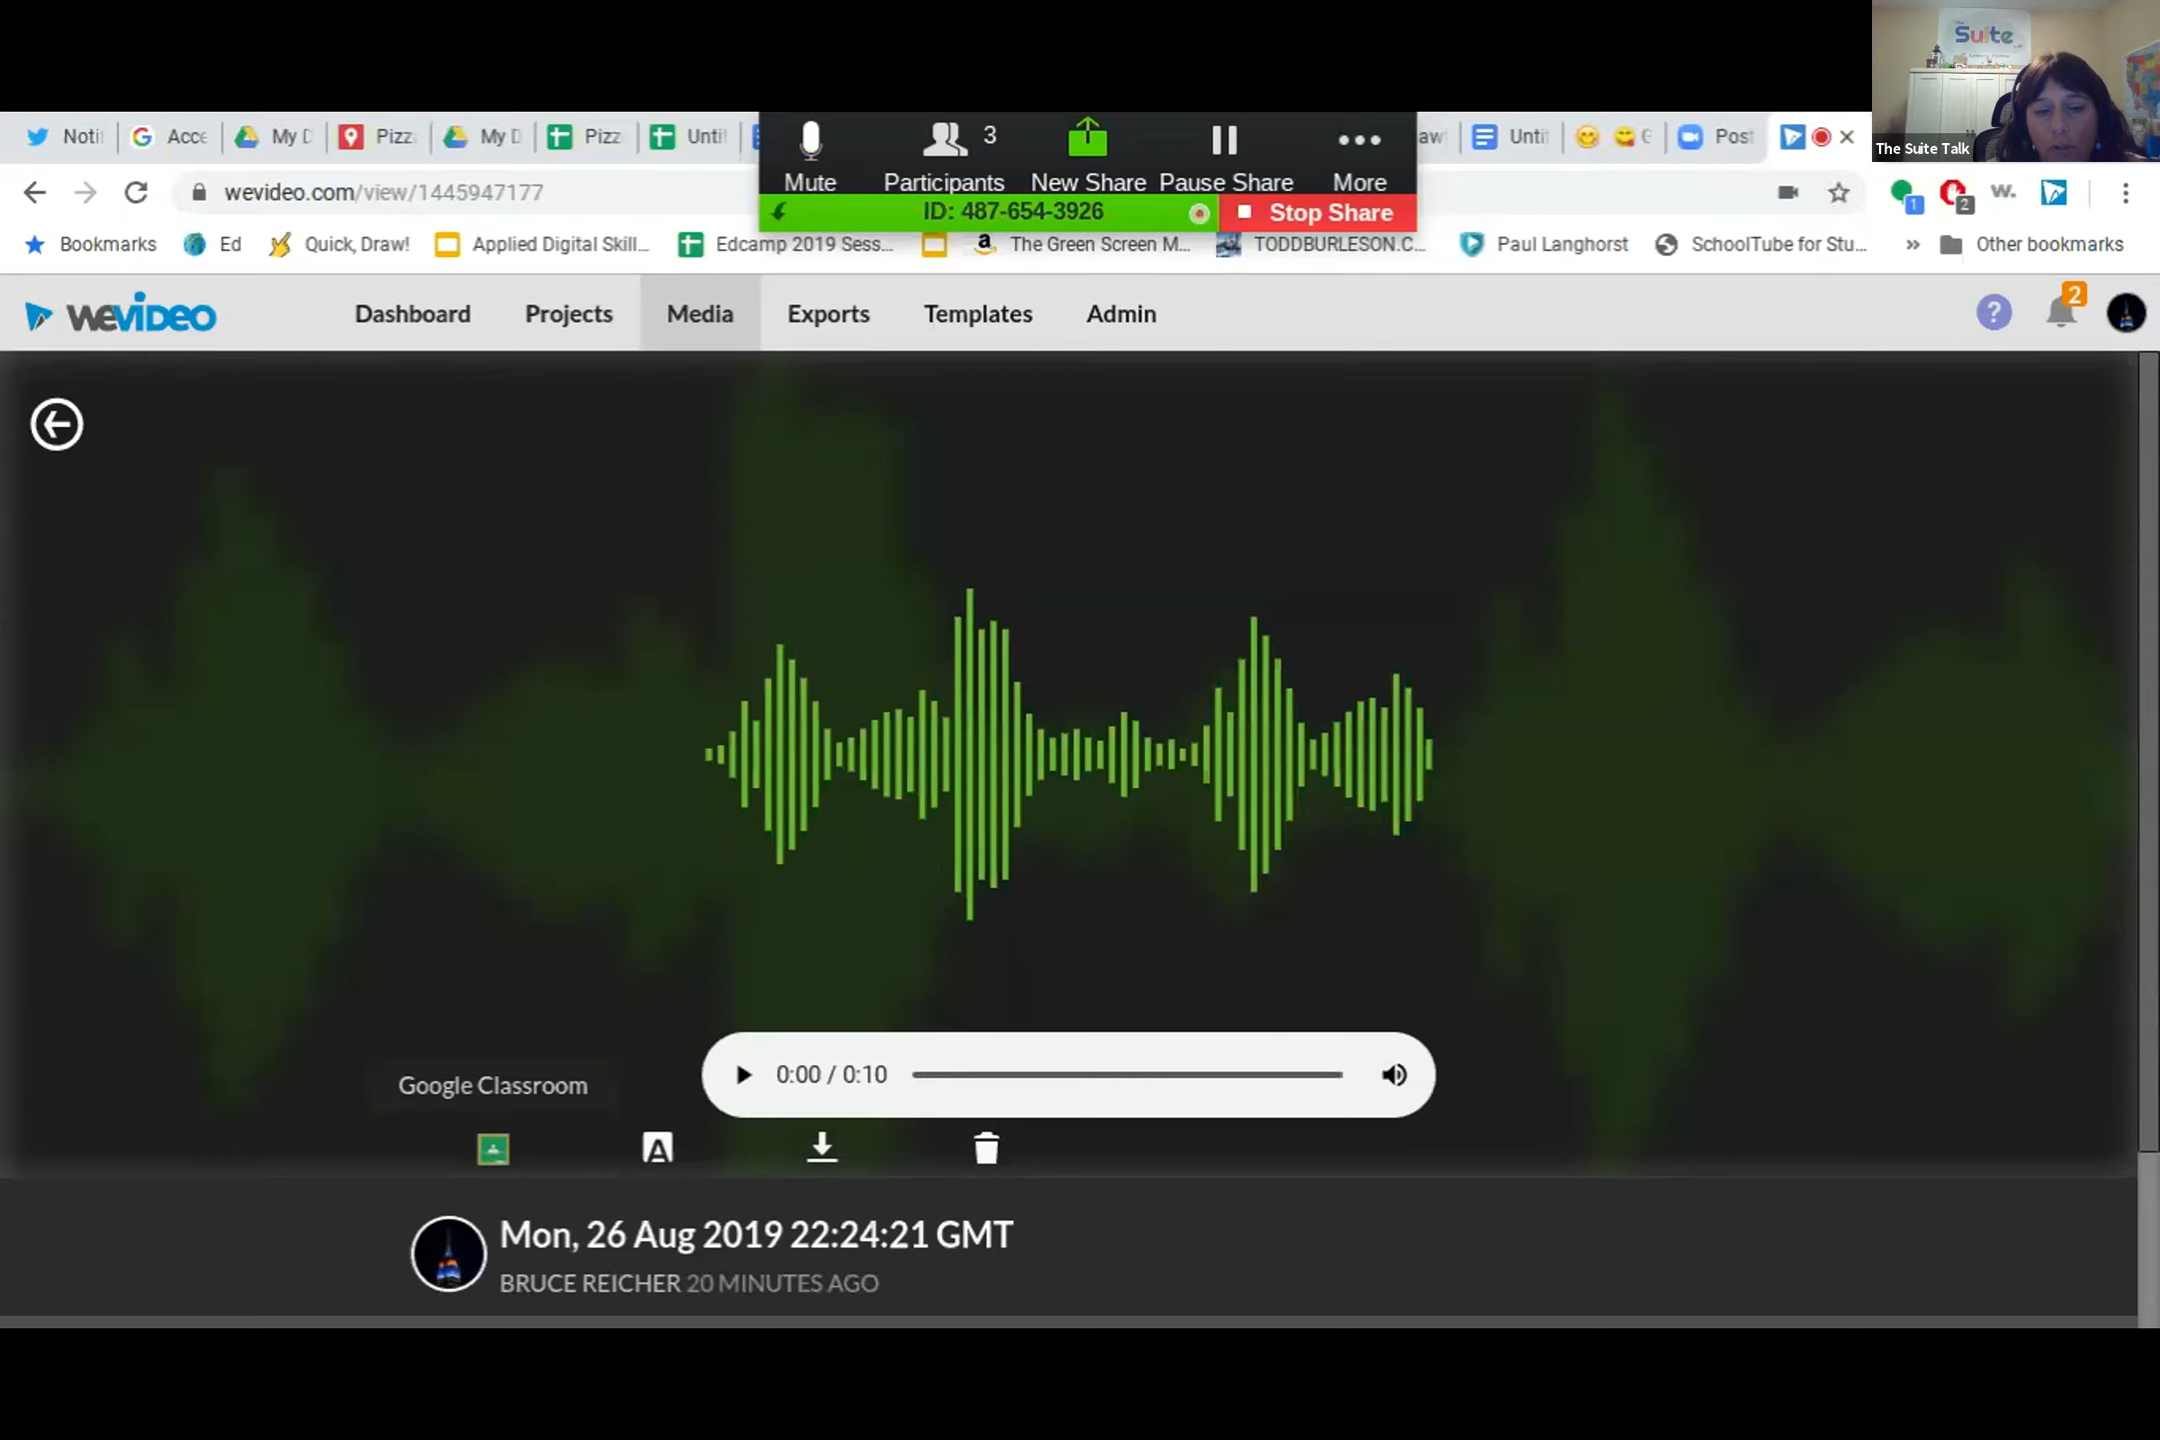 Suite
The Suite Talk
Noti
Acce
My D
Pizz
My D
Pizz
Unti
aw
Unti
G
Post
Mute
Participants 3
New Share
Pause Share
More
wevideo.com/view/1445947177
ID: 487-654-3926
Stop Share
1
2
w.
Bookmarks
Ed
Quick, Draw!
Applied Digital Skill...
Edcamp 2019 Sess...
The Green Screen M...
TODDBURLESON.C...
Paul Langhorst
SchoolTube for Stu...
»
Other bookmarks
WEVIDEO
Dashboard
Projects
Media
Exports
Templates
Admin
?
2
0:00 / 0:10
Google Classroom
A
Mon, 26 Aug 2019 22:24:21 GMT
BRUCE REICHER 20 MINUTES AGO